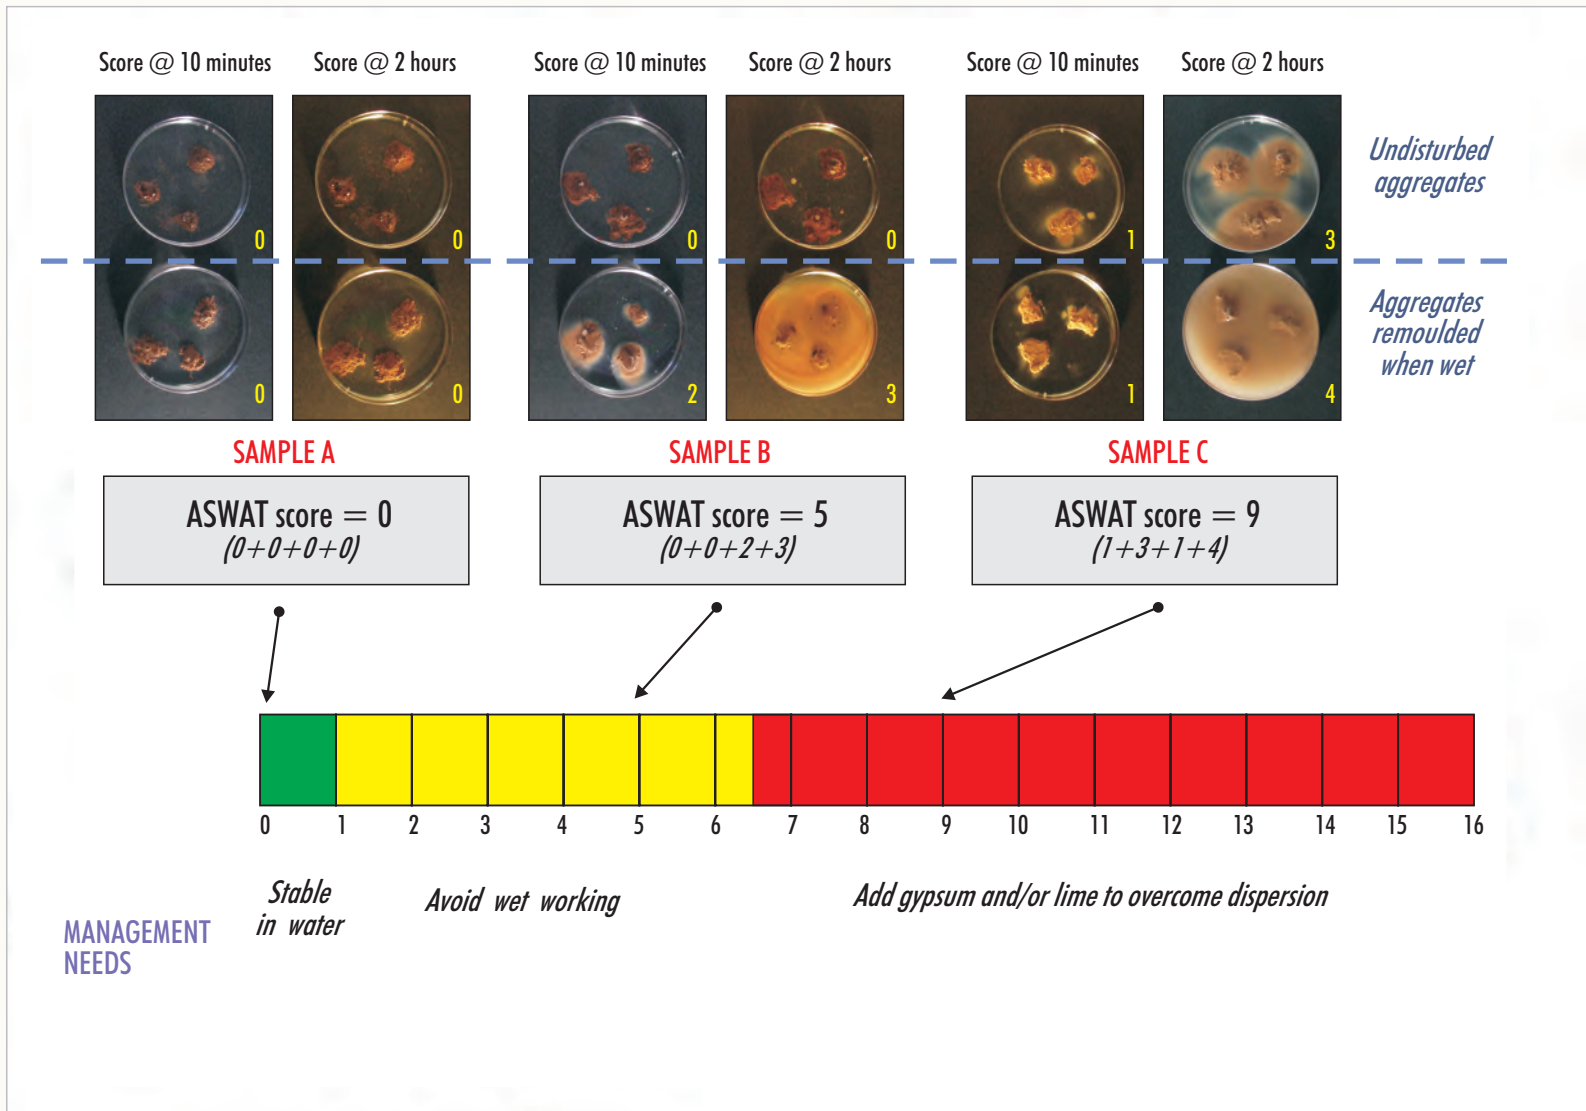 Score @ 10 minutes
Score @ 2 hours
Score @ 10 minutes
Score @ 2 hours
Score @ 10 minutes
Score @ 2 hours
0
0
0
0
1
3
Undisturbed
aggregates
0
0
2
3
1
4
Aggregates
remoulded
when wet
SAMPLE A
SAMPLE B
SAMPLE C
ASWAT score = 0
(0+0+0+0)
ASWAT score = 5
(0+0+2+3)
ASWAT score = 9
(1+3+1+4)
0 1 2 3 4 5 6 7 8 9 10 11 12 13 14 15 16
Stable
in water
Avoid wet working
Add gypsum and/or lime to overcome dispersion
MANAGEMENT
NEEDS